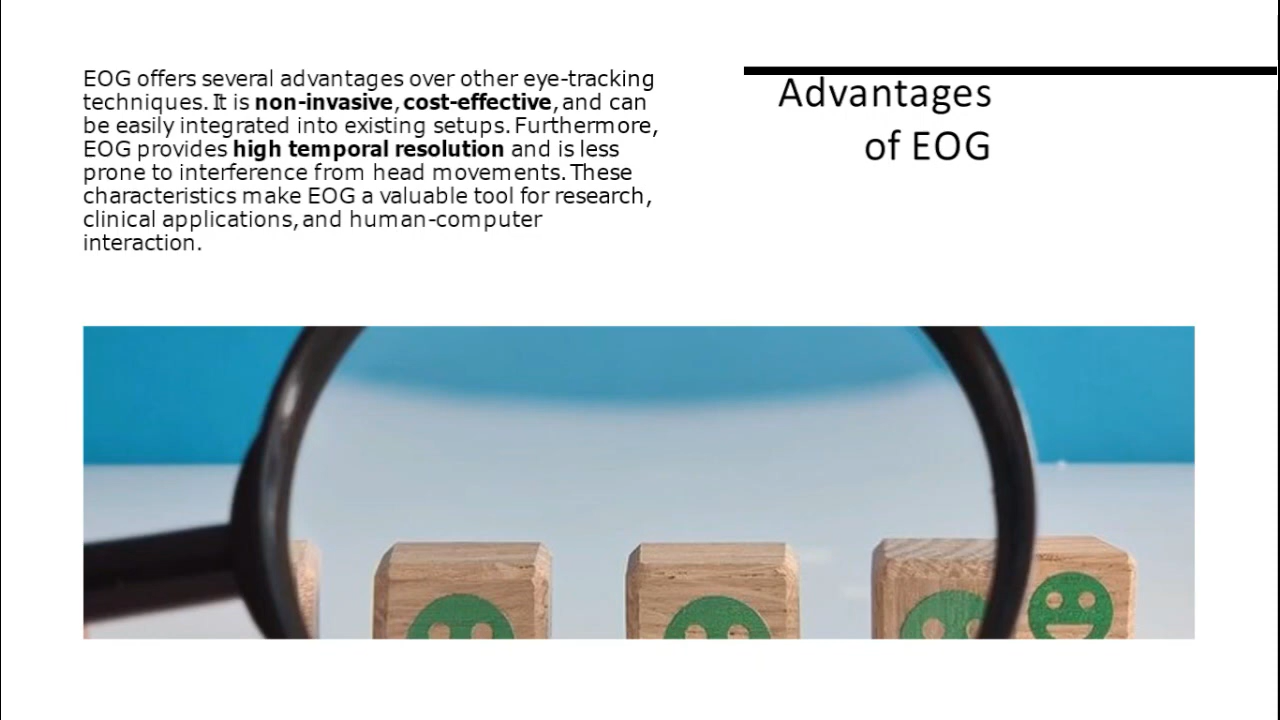 EOG offers several advantages over other eye-tracking
techniques. It is non-invasive, cost-effective, and can
be easily integrated into existing setups. Furthermore,
EOG provides high temporal resolution and is less
prone to interference from head movements. These
characteristics make EOG a valuable tool for research,
clinical applications, and human-computer
interaction.
Advantages
of EOG